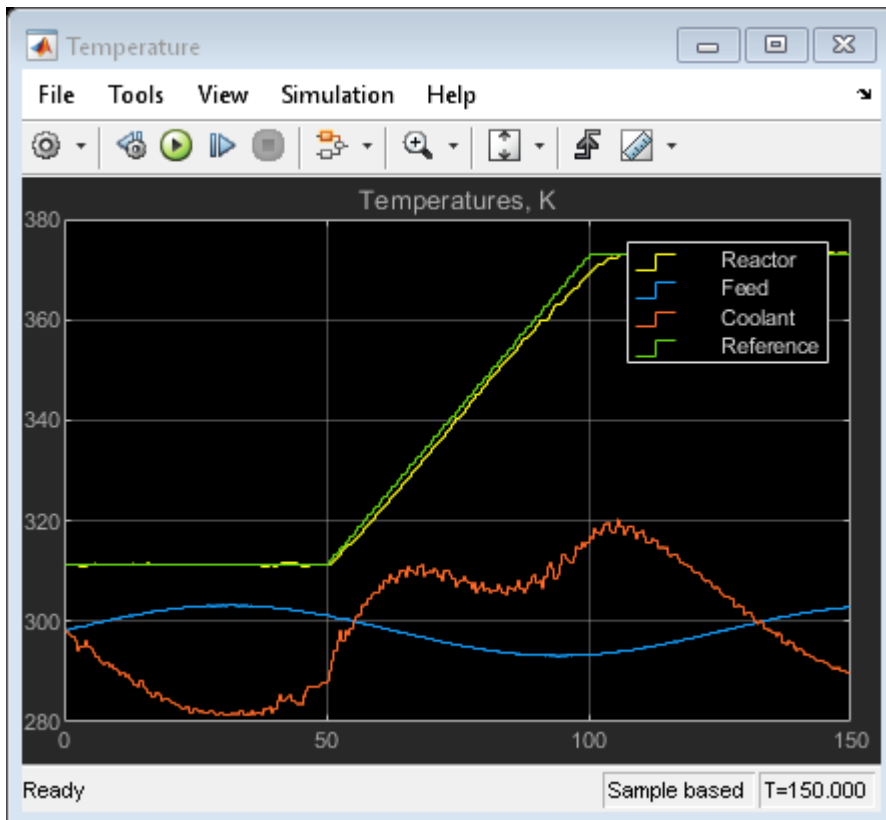 Temperature
File Tools View Simulation Help
Temperatures, K
380
360
340
320
300
280
0 50 100 150
Reactor
Feed
Coolant
Reference
Ready Sample based T=150.000